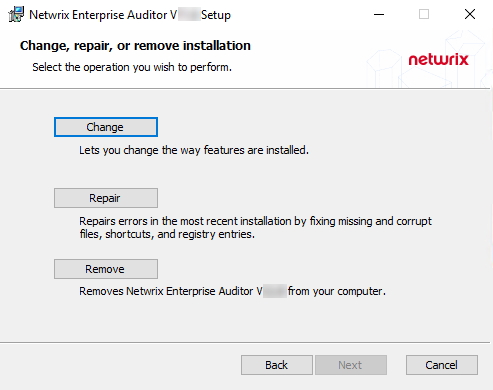 Netwrix Enterprise Auditor V Setup
Change, repair, or remove installation
Select the operation you wish to perform.
netwrix
Change
Lets you change the way features are installed.
Repair
Repairs errors in the most recent installation by fixing missing and corrupt
files, shortcuts, and registry entries.
Remove
Removes Netwrix Enterprise Auditor V from your computer.
Back
Next
Cancel